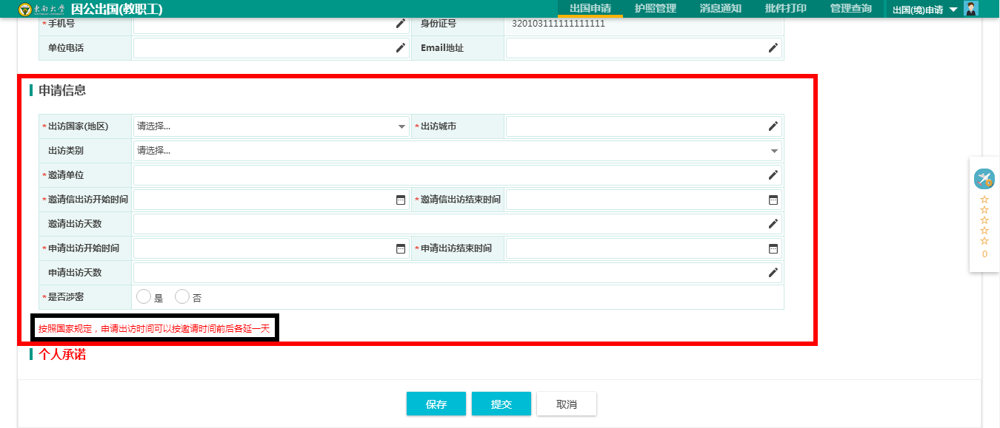 东南大学 因公出国(教职工) 出国申请 护照管理 消息通知 批件打印 管理查询 出国(境)申请
*手机号 身份证号 320103111111111111
单位电话 Email地址
申请信息
*出访国家(地区) 请选择... *出访城市
出访类别 请选择...
*邀请单位
*邀请信出访开始时间 *邀请信出访结束时间
邀请出访天数
*申请出访开始时间 *申请出访结束时间
申请出访天数
*是否涉密 是 否
按照国家规定，申请出访时间可以按邀请时间前后各延一天
个人承诺
保存 提交 取消
0